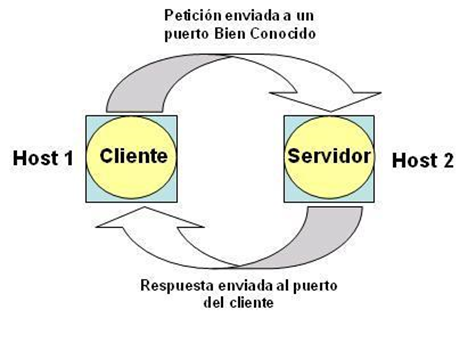 Petición enviada a un
puerto Bien Conocido
Host 1
Cliente
Servidor
Host 2
Respuesta enviada al puerto
del cliente